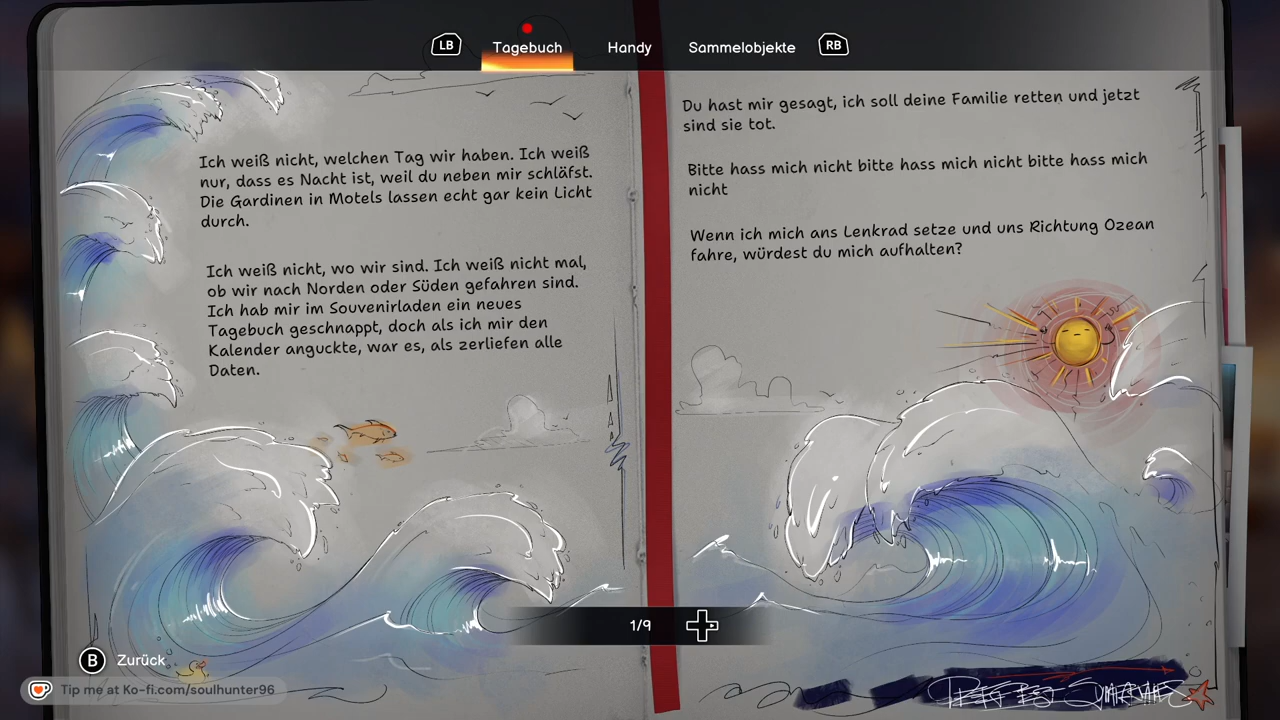 LB
Tagebuch
Handy
Sammelobjekte
RB
Ich weiß nicht, welchen Tag wir haben. Ich weiß
nur, dass es Nacht ist, weil du neben mir schläfst.
Die Gardinen in Motels lassen echt gar kein Licht
durch.
Ich weiß nicht, wo wir sind. Ich weiß nicht mal,
ob wir nach Norden oder Süden gefahren sind.
Ich hab mir im Souvenirladen ein neues
Tagebuch geschnappt, doch als ich mir den
Kalender anguckte, war es, als zerliefen alle
Daten.
Du hast mir gesagt, ich soll deine Familie retten und jetzt
sind sie tot.
Bitte hass mich nicht bitte hass mich nicht bitte hass mich
nicht
Wenn ich mich ans Lenkrad setze und uns Richtung Ozean
fahre, würdest du mich aufhalten?
1/9
B Zurück
Tip me at Ko-fi.com/soulhunter96